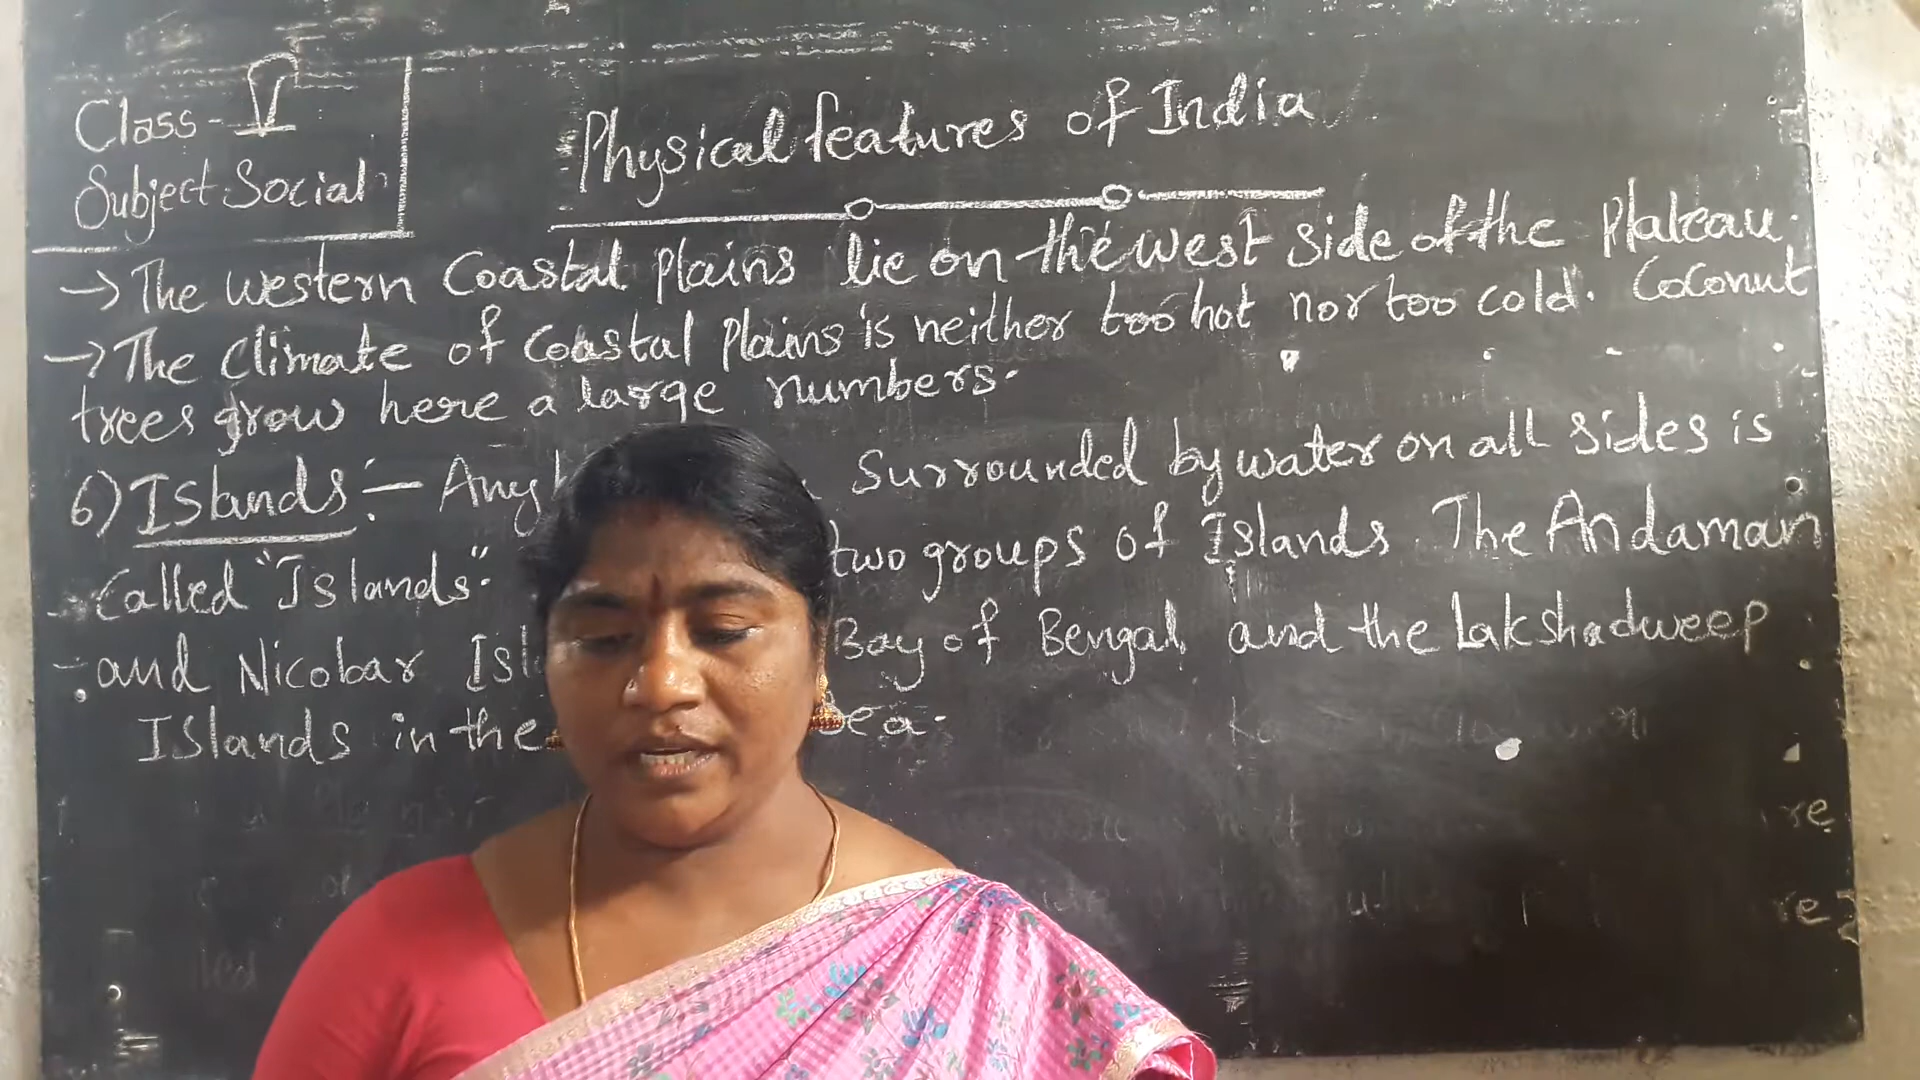 Class - V
Subject-Social
Physical features of India
→ The western Coastal plains lie on the west side of the Plateau.
→ The climate of coastal plains is neither too hot nor too cold. Coconut
trees grow here a large numbers.
6) Islands :- Any surrounded by water on all sides is
called "Islands". two groups of Islands. The Andaman
and Nicobar Bay of Bengal and the Lakshadweep
Islands in the